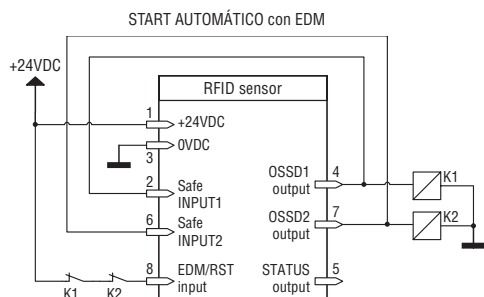 START AUTOMÁTICO con EDM
+24VDC
RFID sensor
1
+24VDC
0VDC
3
2
Safe
INPUT1
6
Safe
INPUT2
8
EDM/RST
input
K1
K2
OSSD1
output
4
K1
OSSD2
output
7
K2
STATUS
output
5